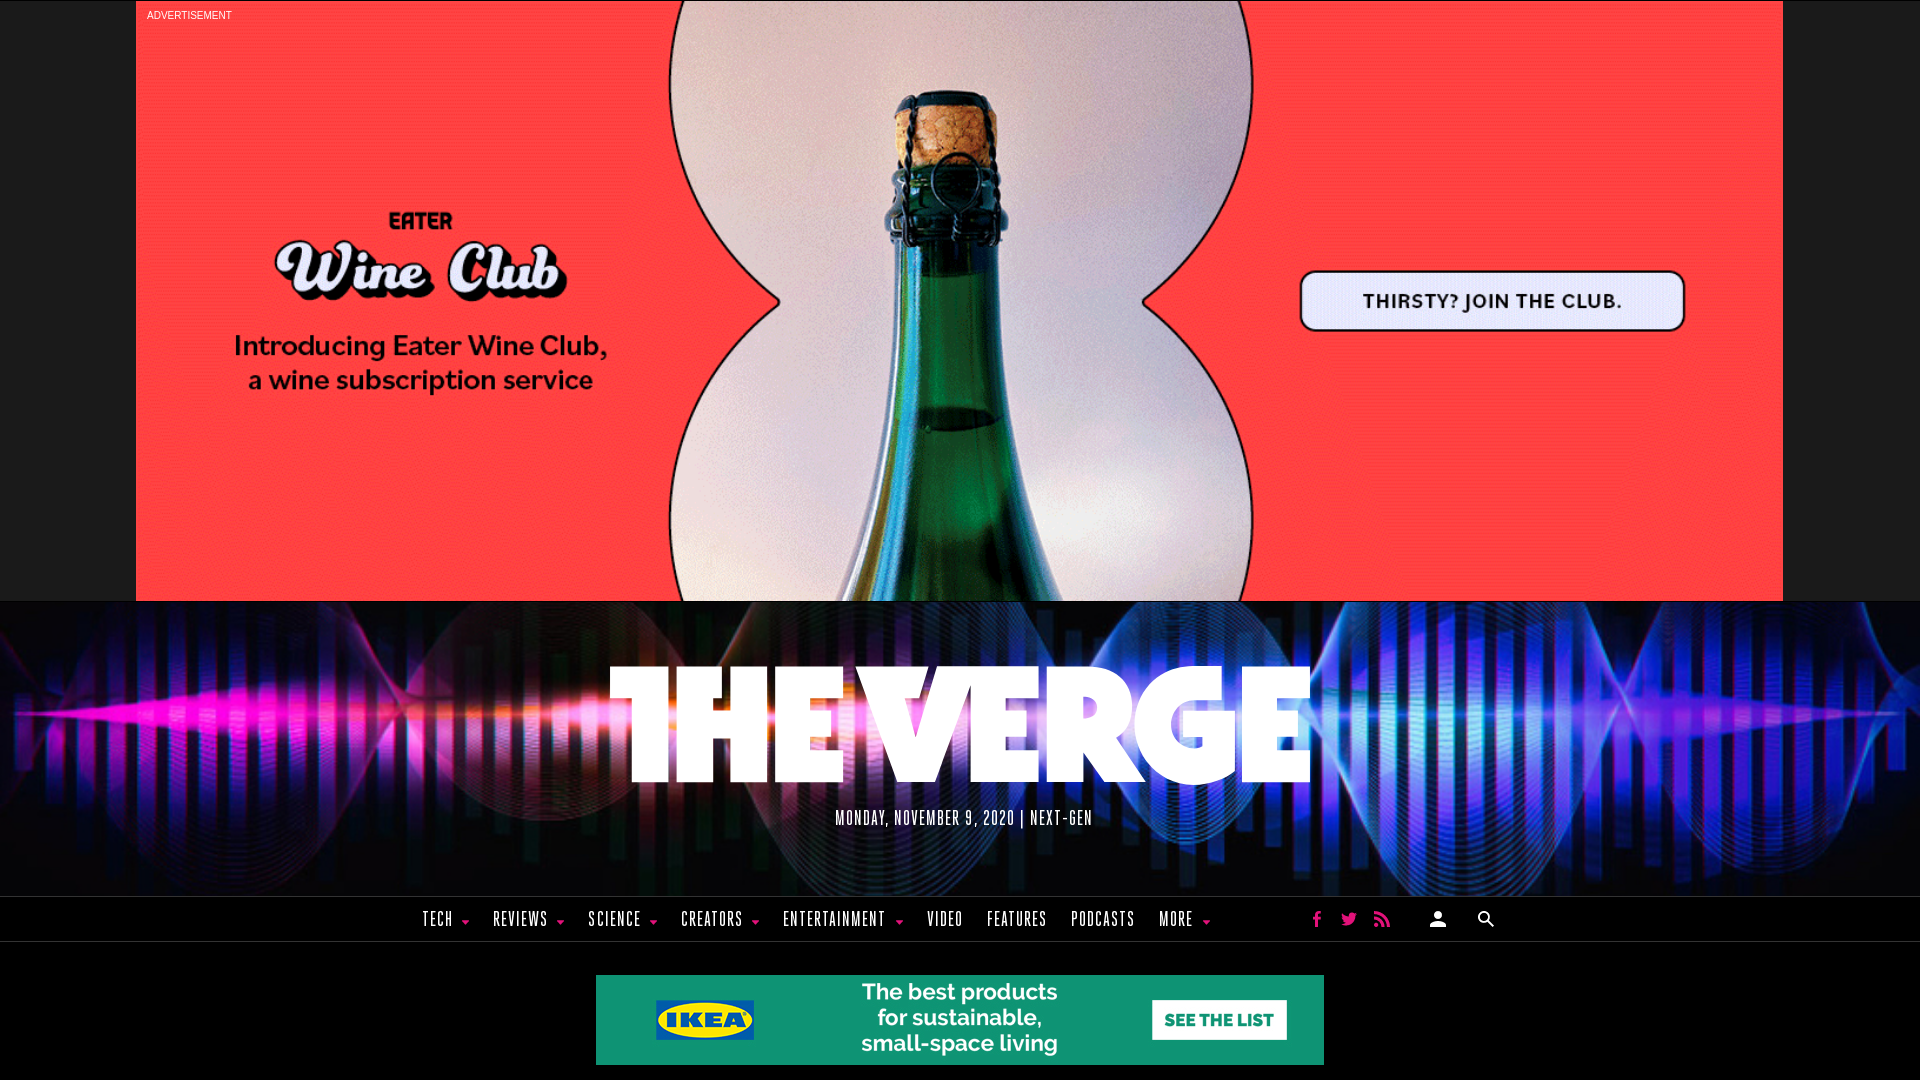 ADVERTISEMENT
EATER
Wine Club
Introducing Eater Wine Club,
a wine subscription service
THIRSTY? JOIN THE CLUB.
THE VERGE
MONDAY, NOVEMBER 9, 2020 | NEXT-GEN
TECH REVIEWS SCIENCE CREATORS ENTERTAINMENT VIDEO FEATURES PODCASTS MORE
IKEA
The best products
for sustainable,
small-space living
SEE THE LIST